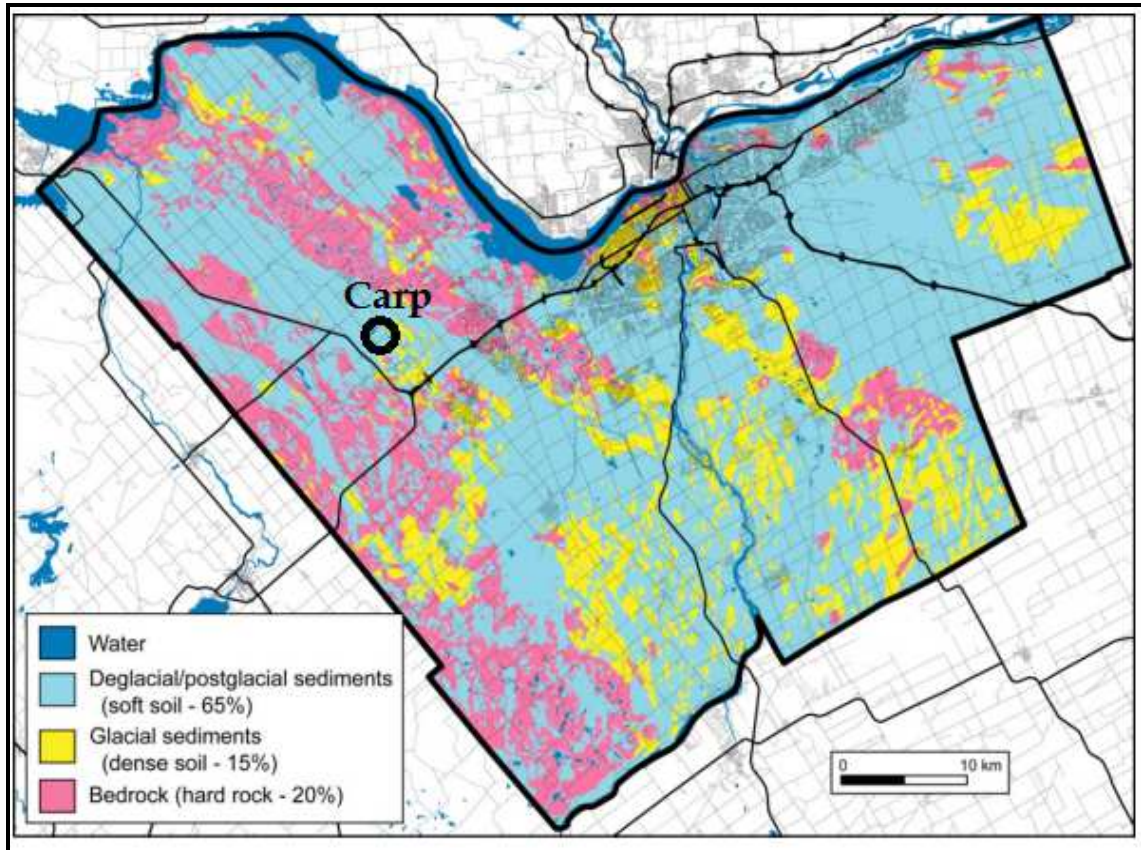 Carp
Water
Deglacial/postglacial sediments
(soft soil - 65%)
Glacial sediments
(dense soil - 15%)
Bedrock (hard rock - 20%)
0 10 km